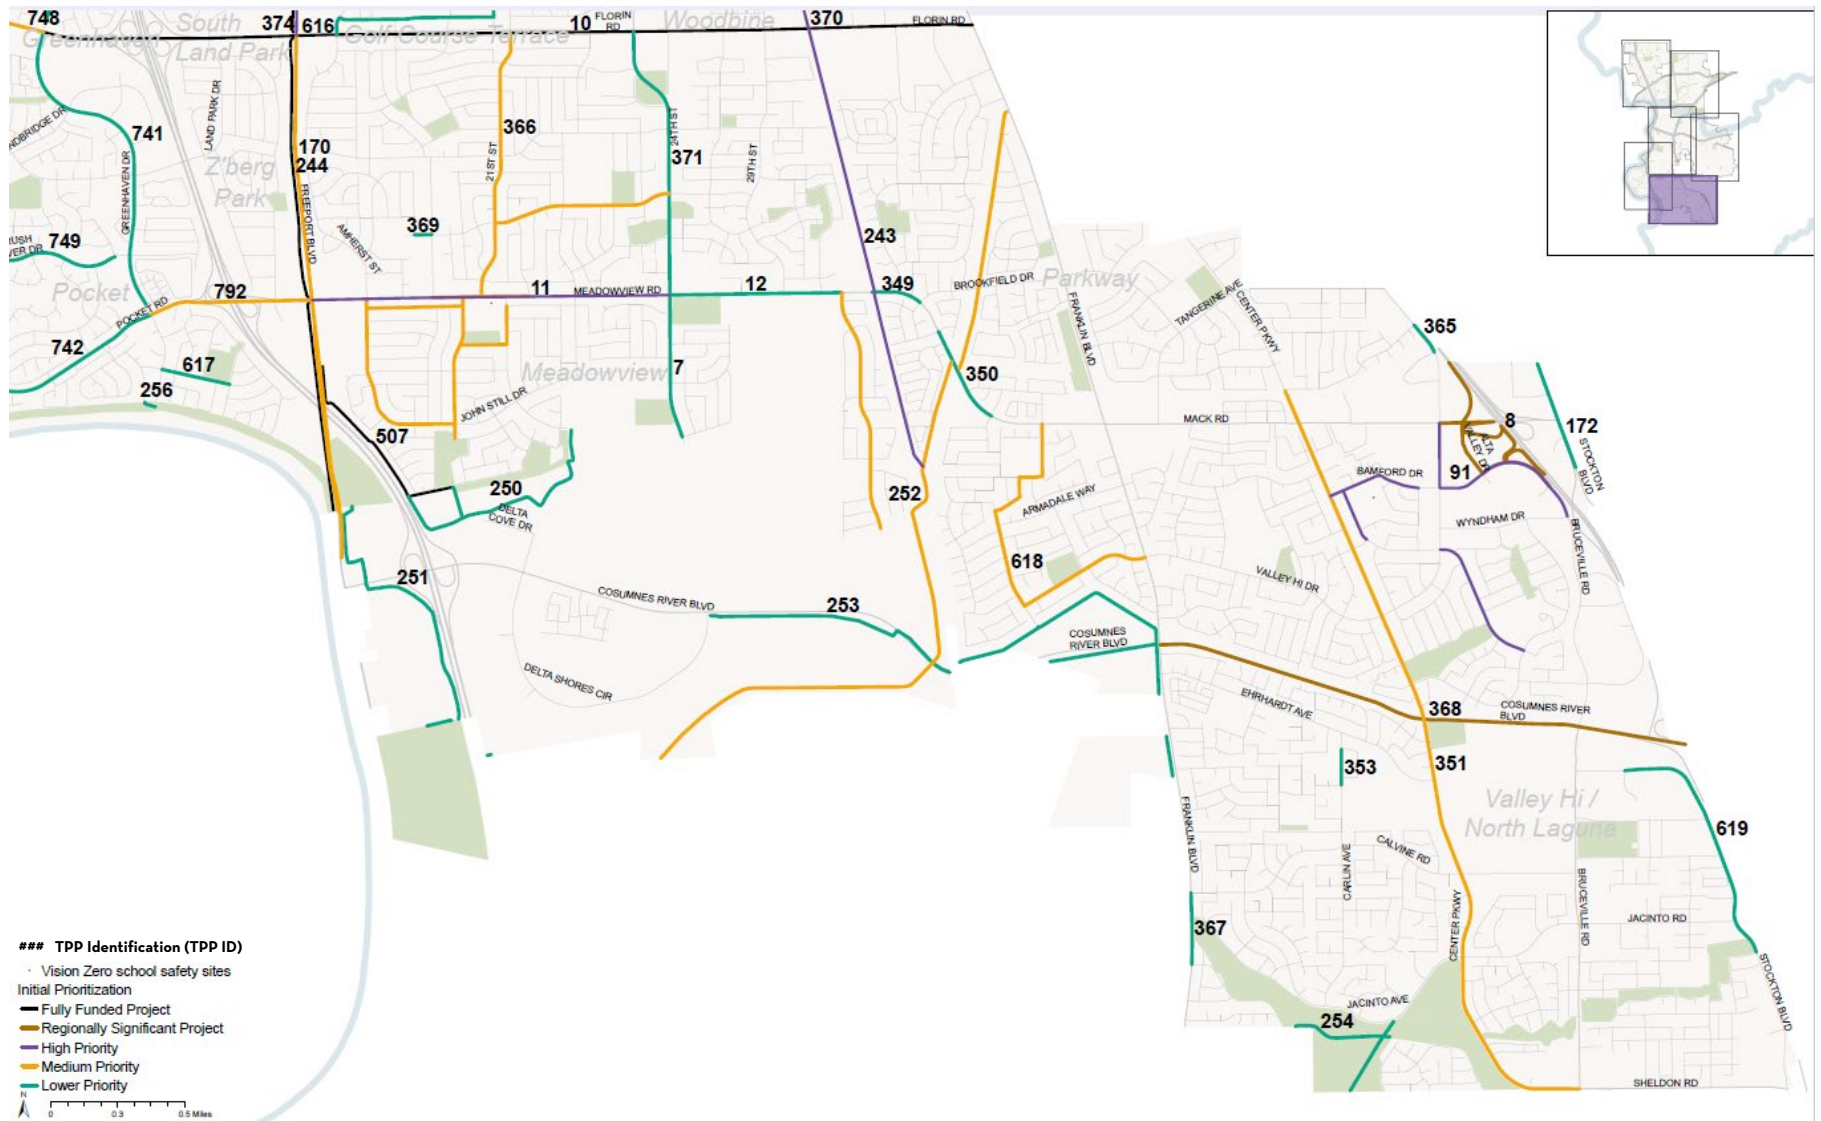 748
374
616
10
FLORIN
RD
370
FLORIN RD
Greenhaven
South
Land Park
Golf Course Terrace
Woodbine
741
LAND PARK DR
170
244
Z'berg
Park
FREEPORT BLVD
366
21ST ST
24TH ST
371
29TH ST
GREENHAVEN DR
369
AMHERST ST
749
243
Pocket
792
POCKET RD
11
MEADOWVIEW RD
12
349
BROOKFIELD DR
Parkway
FRANKLIN BLVD
TANGERINE AVE
CENTER PKWY
365
742
617
256
Meadowview
7
350
JOHN STILL DR
507
MACK RD
8
ALTA
VALLEY DR
172
STOCKTON
BLVD
91
BAMFORD DR
250
DELTA
COVE DR
252
ARMADALE WAY
WYNDHAM DR
BRUCEVILLE RD
618
VALLEY HI DR
251
COSUMNES RIVER BLVD
253
COSUMNES
RIVER BLVD
DELTA SHORES CIR
EHRHARDT AVE
368
COSUMNES RIVER
BLVD
353
351
Valley Hi /
North Laguna
619
FRANKLIN BLVD
CALVINE RD
CARLIN AVE
CENTER PKWY
BRUCEVILLE RD
JACINTO RD
367
STOCKTON BLVD
JACINTO AVE
254
SHELDON RD
### TPP Identification (TPP ID)
Vision Zero school safety sites
Initial Prioritization
Fully Funded Project
Regionally Significant Project
High Priority
Medium Priority
Lower Priority
N
0 0.3 0.5 Miles